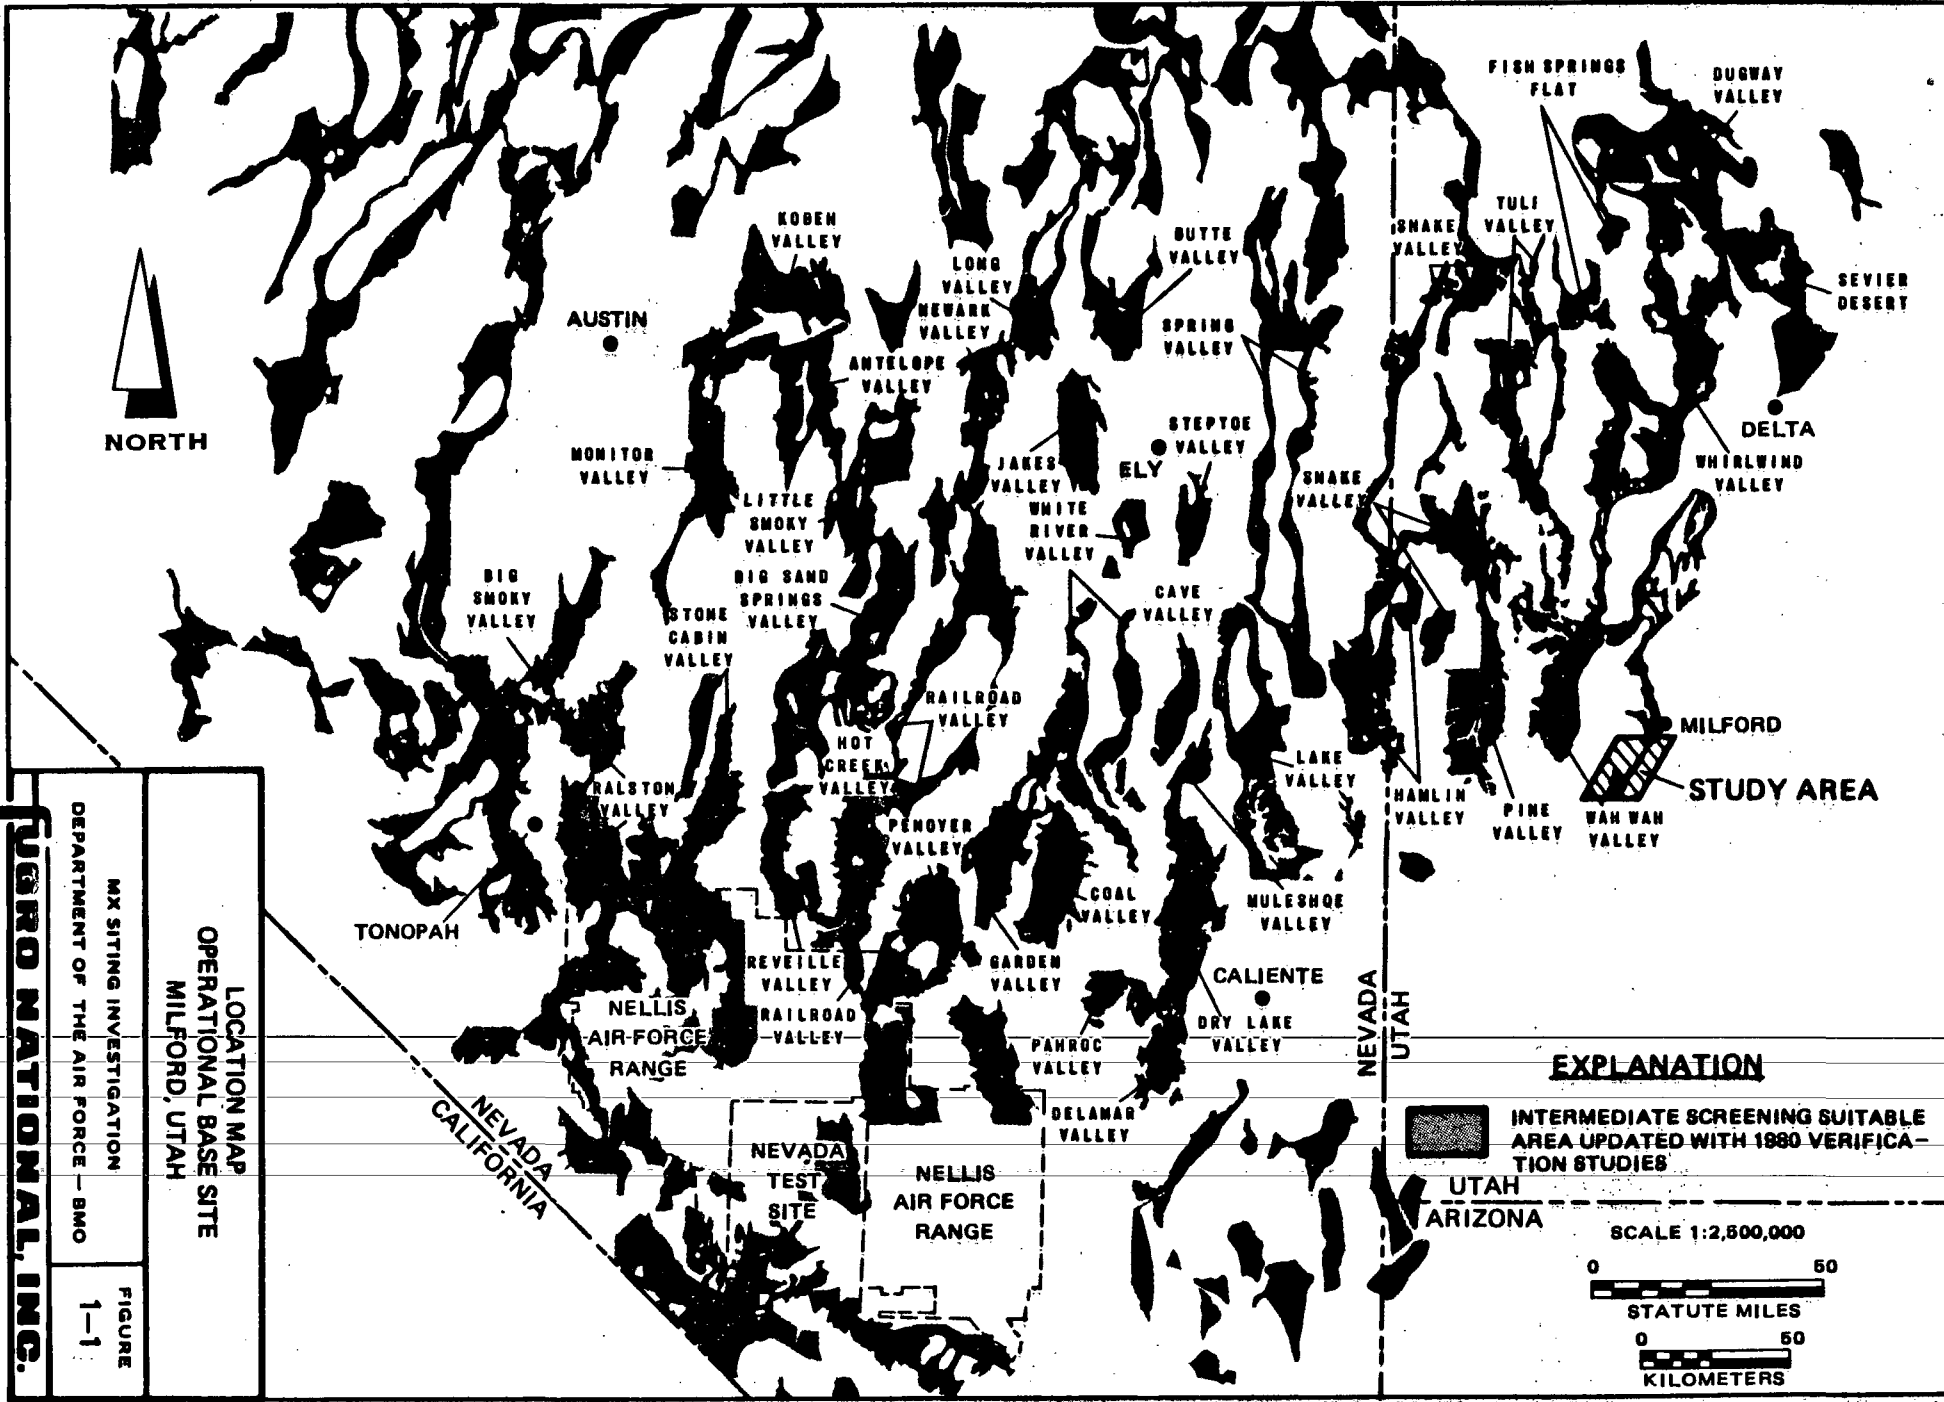 FISH SPRINGS
FLAT
DUGWAY
VALLEY
KOBEH
VALLEY
LONG
VALLEY
NEWARK
VALLEY
BUTTE
VALLEY
SNAKE
VALLEY
TULE
VALLEY
SEVIER
DESERT
AUSTIN
SPRING
VALLEY
ANTELOPE
VALLEY
NORTH
MONITOR
VALLEY
STEPTOE
VALLEY
ELY
JAKES
VALLEY
DELTA
WHIRLWIND
VALLEY
SNAKE
VALLEY
LITTLE
SMOKY
VALLEY
WHITE
RIVER
VALLEY
BIG
SMOKY
VALLEY
BIG SAND
SPRINGS
VALLEY
STONE
CABIN
VALLEY
CAVE
VALLEY
RAILROAD
VALLEY
HOT
CREEK
VALLEY
LAKE
VALLEY
MILFORD
STUDY AREA
RALSTON
VALLEY
HAMLIN
VALLEY
PINE
VALLEY
WAH WAH
VALLEY
PENOYER
VALLEY
TONOPAH
COAL
VALLEY
MULESHOE
VALLEY
REVEILLE
VALLEY
GARDEN
VALLEY
CALIENTE
NELLIS
AIR FORCE
RANGE
RAILROAD
VALLEY
PAHROC
VALLEY
DRY LAKE
VALLEY
NEVADA
UTAH
DELAMAR
VALLEY
NEVADA
CALIFORNIA
NEVADA
TEST
SITE
NELLIS
AIR FORCE
RANGE
EXPLANATION
INTERMEDIATE SCREENING SUITABLE
AREA UPDATED WITH 1980 VERIFICA-
TION STUDIES
UTAH
ARIZONA
SCALE 1:2,500,000
0 50
STATUTE MILES
0 50
KILOMETERS
LOCATION MAP
OPERATIONAL BASE SITE
MILFORD, UTAH
MX SITING INVESTIGATION
DEPARTMENT OF THE AIR FORCE — BMO
FIGURE
1-1
FUGRO NATIONAL, INC.